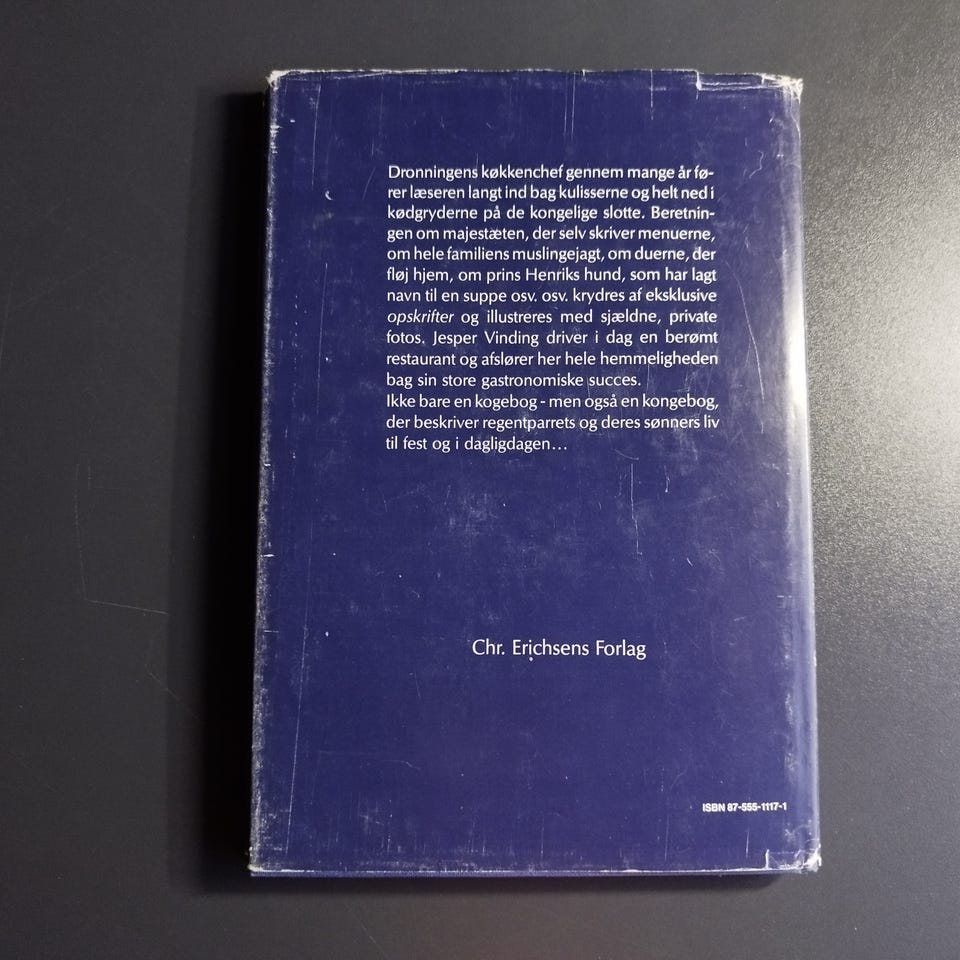 Dronningens køkkenchef gennem mange år fø-
rer læseren langt ind bag kulisserne og helt ned i
kødgryderne på de kongelige slotte. Beretnin-
gen om majestæten, der selv skriver menuerne,
om hele familiens muslingejagt, om duerne, der
fløj hjem, om prins Henriks hund, som har lagt
navn til en suppe osv. osv. krydres af eksklusive
opskrifter og illustreres med sjældne, private
fotos. Jesper Vinding driver i dag en berømt
restaurant og afslører her hele hemmeligheden
bag sin store gastronomiske succes.
Ikke bare en kogebog - men også en kongebog,
der beskriver regentparrets og deres sønners liv
til fest og i dagligdagen...
Chr. Erichsens Forlag
ISBN 87-555-1117-1